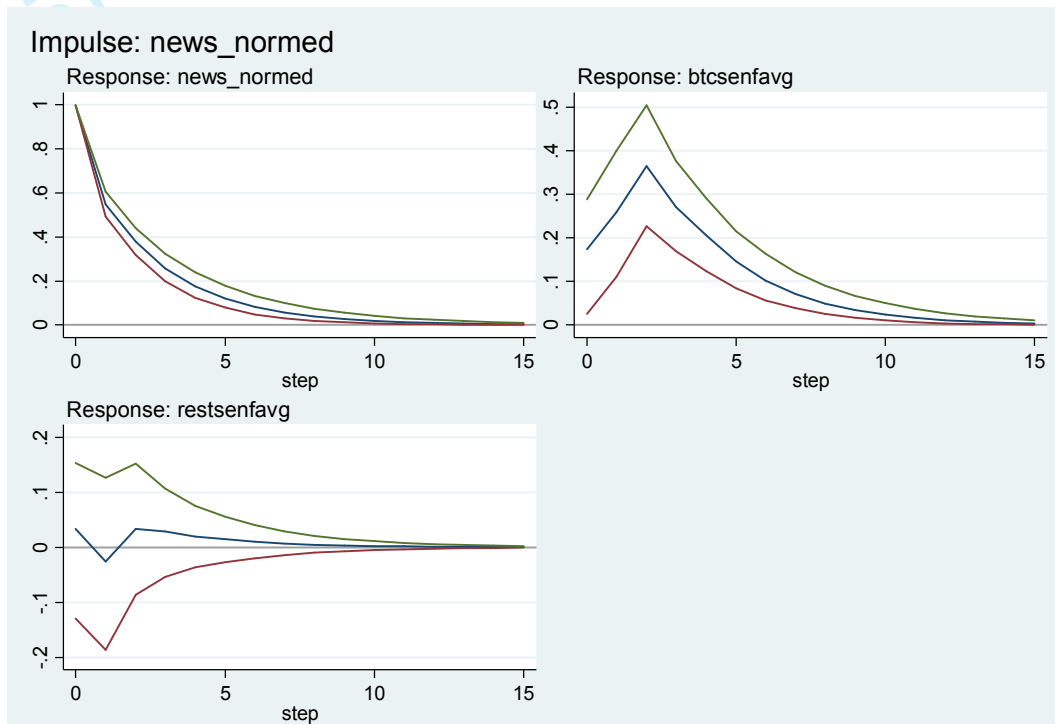 Impulse: news_normed
Response: news_normed
1
.8
.6
.4
.2
0
0 5 10 15
step
Response: btcsenfavg
.5
.4
.3
.2
.1
0
0 5 10 15
step
Response: restsenfavg
.2
.1
0
-.1
-.2
0 5 10 15
step